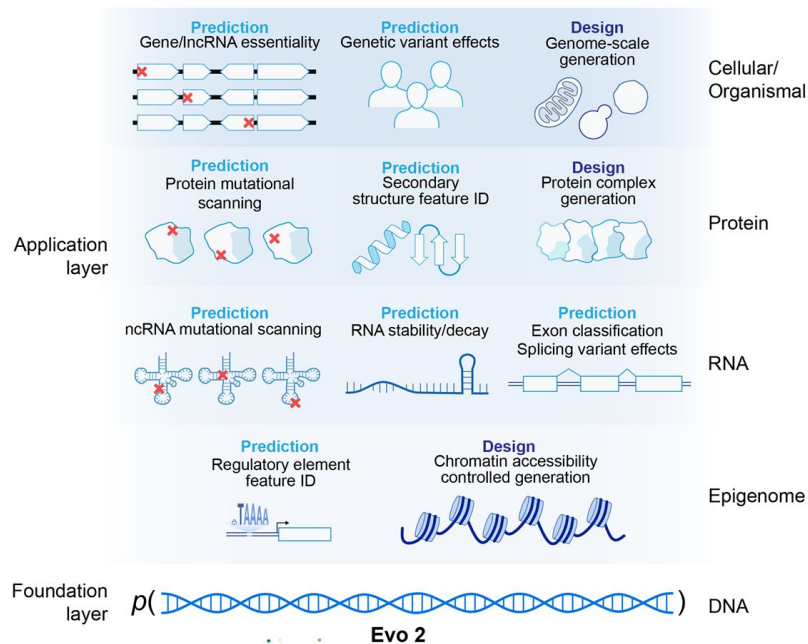 Prediction
Gene/lncRNA essentiality
Prediction
Genetic variant effects
Design
Genome-scale
generation
Cellular/
Organismal
Prediction
Protein mutational
scanning
Prediction
Secondary
structure feature ID
Design
Protein complex
generation
Protein
Application
layer
Prediction
ncRNA mutational scanning
Prediction
RNA stability/decay
Prediction
Exon classification
Splicing variant effects
RNA
Prediction
Regulatory element
feature ID
TAAAA
Design
Chromatin accessibility
controlled generation
Epigenome
Foundation
layer
p( )
DNA
Evo 2